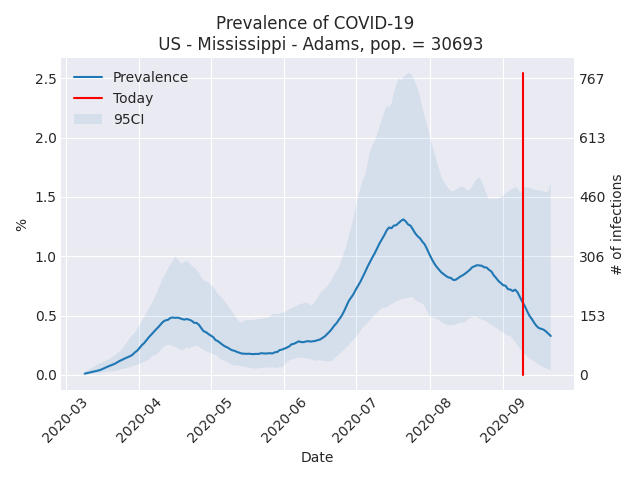 Prevalence of COVID-19
US - Mississippi - Adams, pop. = 30693
Prevalence
Today
95CI
2.5
2.0
1.5
1.0
0.5
0.0
%
767
613
460
306
153
0
# of infections
2020-03
2020-04
2020-05
2020-06
2020-07
2020-08
2020-09
Date